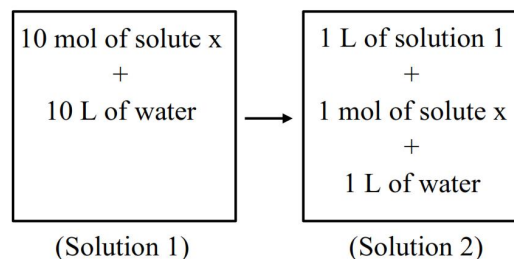 10 mol of solute x
+
10 L of water
(Solution 1)
1 L of solution 1
+
1 mol of solute x
+
1 L of water
(Solution 2)